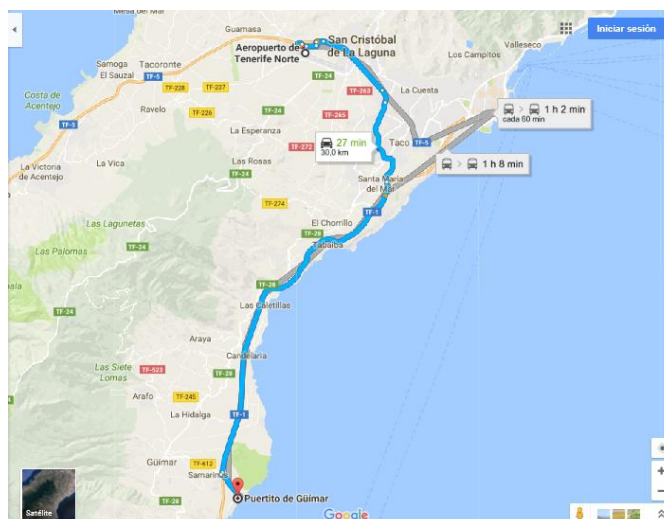 Mesa del Mar
Guamasa
Valleseco
Iniciar sesión
San Cristóbal
de La Laguna
Aeropuerto de
Tenerife Norte
Los Campitos
Samoga
El Sauzal
Tacoronte
TF-5
TF-24
TF-228
TF-237
TF-263
La Cuesta
Costa de
Acentejo
Ravelo
TF-226
TF-24
TF-265
1 h 2 min
cada 60 min
TF-5
La Esperanza
27 min
30,0 km
Taco
TF-5
TF-272
1 h 8 min
La Victoria
de Acentejo
La Vica
Las Rosas
TF-24
Santa María
del Mar
TF-274
TF-1
Las Lagunetas
El Chorrillo
TF-28
TF-24
Tabaiba
Las Palomas
TF-24
TF-28
Las Caletillas
Araya
Candelaria
Las Siete
Lomas
TF-523
TF-28
Arafo
TF-245
La Hidalga
TF-1
Güímar
TF-612
Samarines
Puertito de Güímar
TF-28
Satélite
Google